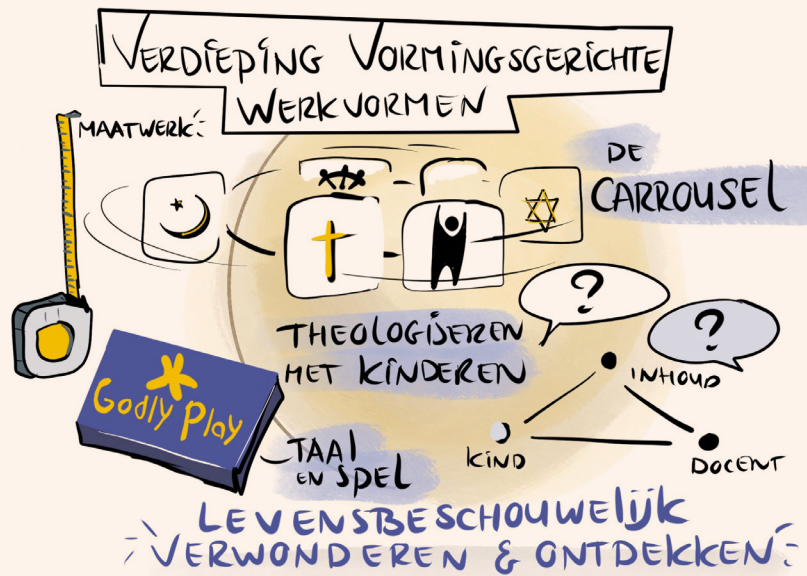 VERDIEPING VORMINGSGERICHTE
WERKVORMEN
MAATWERK:
DE
CARROUSEL
?
?
THEOLOGISEREN
MET KINDEREN
INHOUD
KIND
DOCENT
Godly Play
TAAL
EN SPEL
LEVENSBESCHOUWELIJK
VERWONDEREN & ONTDEKKEN